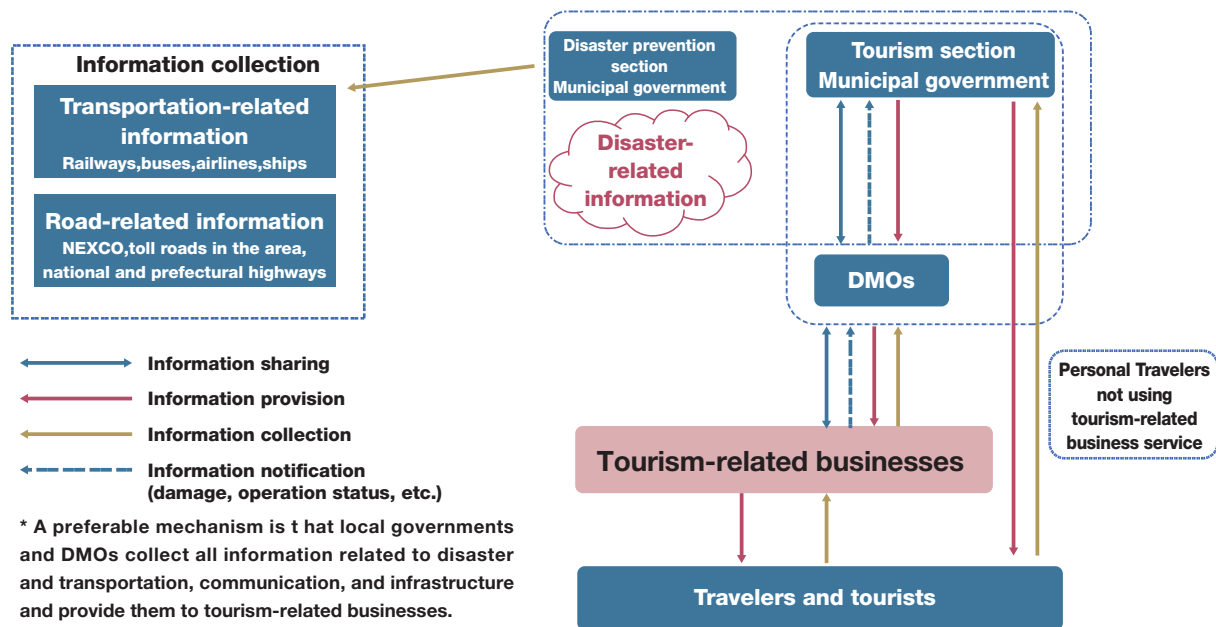 Information collection
Transportation-related
information
Railways,buses,airlines,ships
Road-related information
NEXCO,toll roads in the area,
national and prefectural highways
Disaster prevention
section
Municipal government
Disaster-
related
information
Tourism section
Municipal government
DMOs
Personal Travelers
not using
tourism-related
business service
Tourism-related businesses
Travelers and tourists
Information sharing
Information provision
Information collection
Information notification
(damage, operation status, etc.)
* A preferable mechanism is t hat local governments
and DMOs collect all information related to disaster
and transportation, communication, and infrastructure
and provide them to tourism-related businesses.